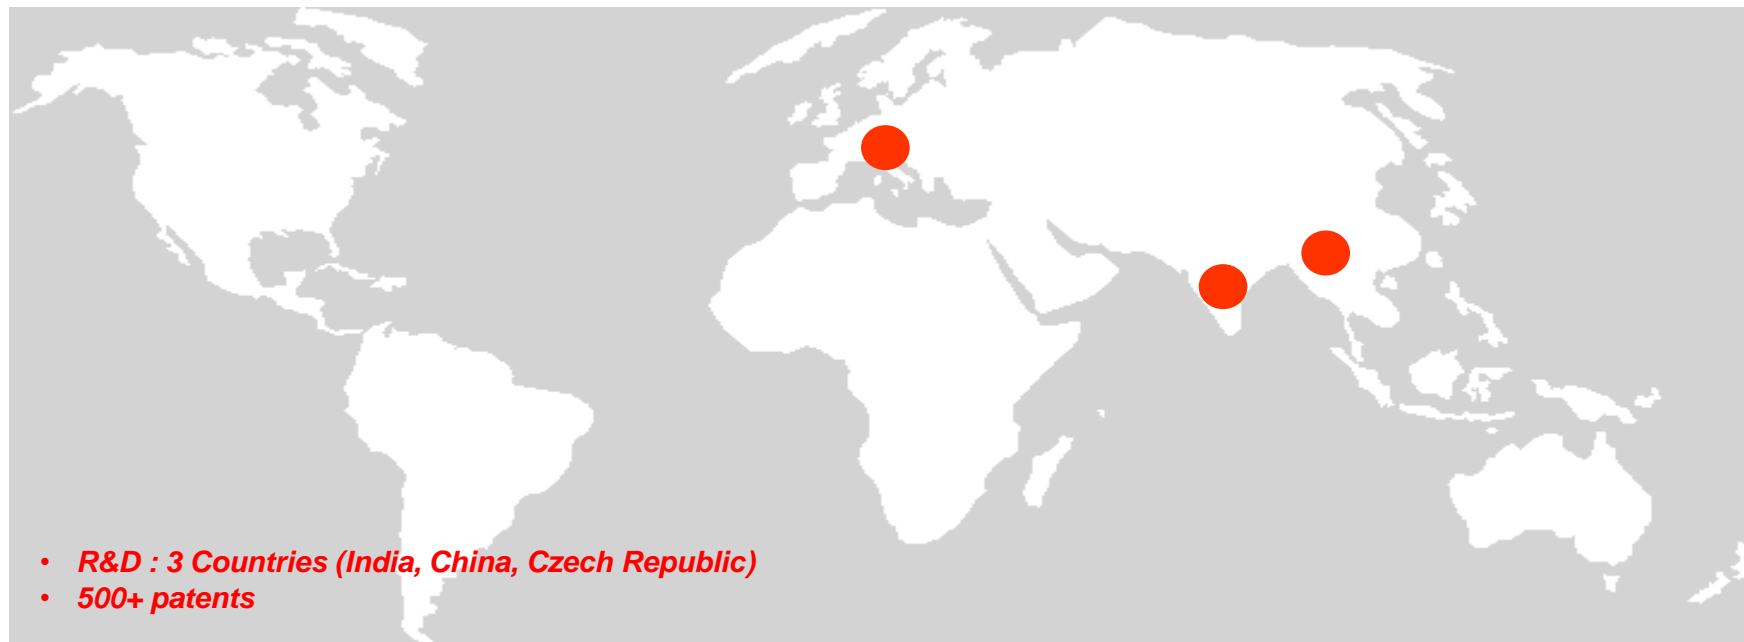 • R&D : 3 Countries (India, China, Czech Republic)
• 500+ patents